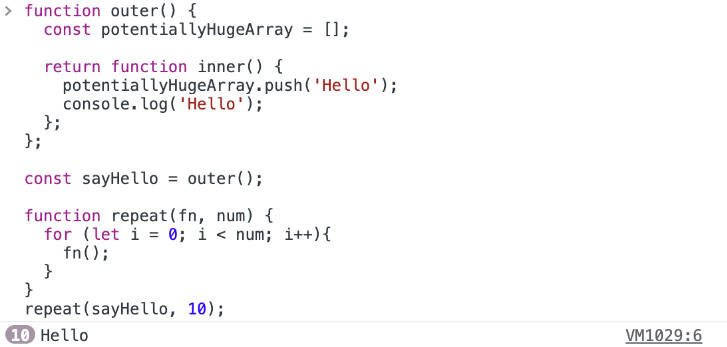 > function outer() {
  const potentiallyHugeArray = [];

  return function inner() {
    potentiallyHugeArray.push('Hello');
    console.log('Hello');
  };
};

const sayHello = outer();

function repeat(fn, num) {
  for (let i = 0; i < num; i++){
    fn();
  }
}
repeat(sayHello, 10);
10 Hello VM1029:6